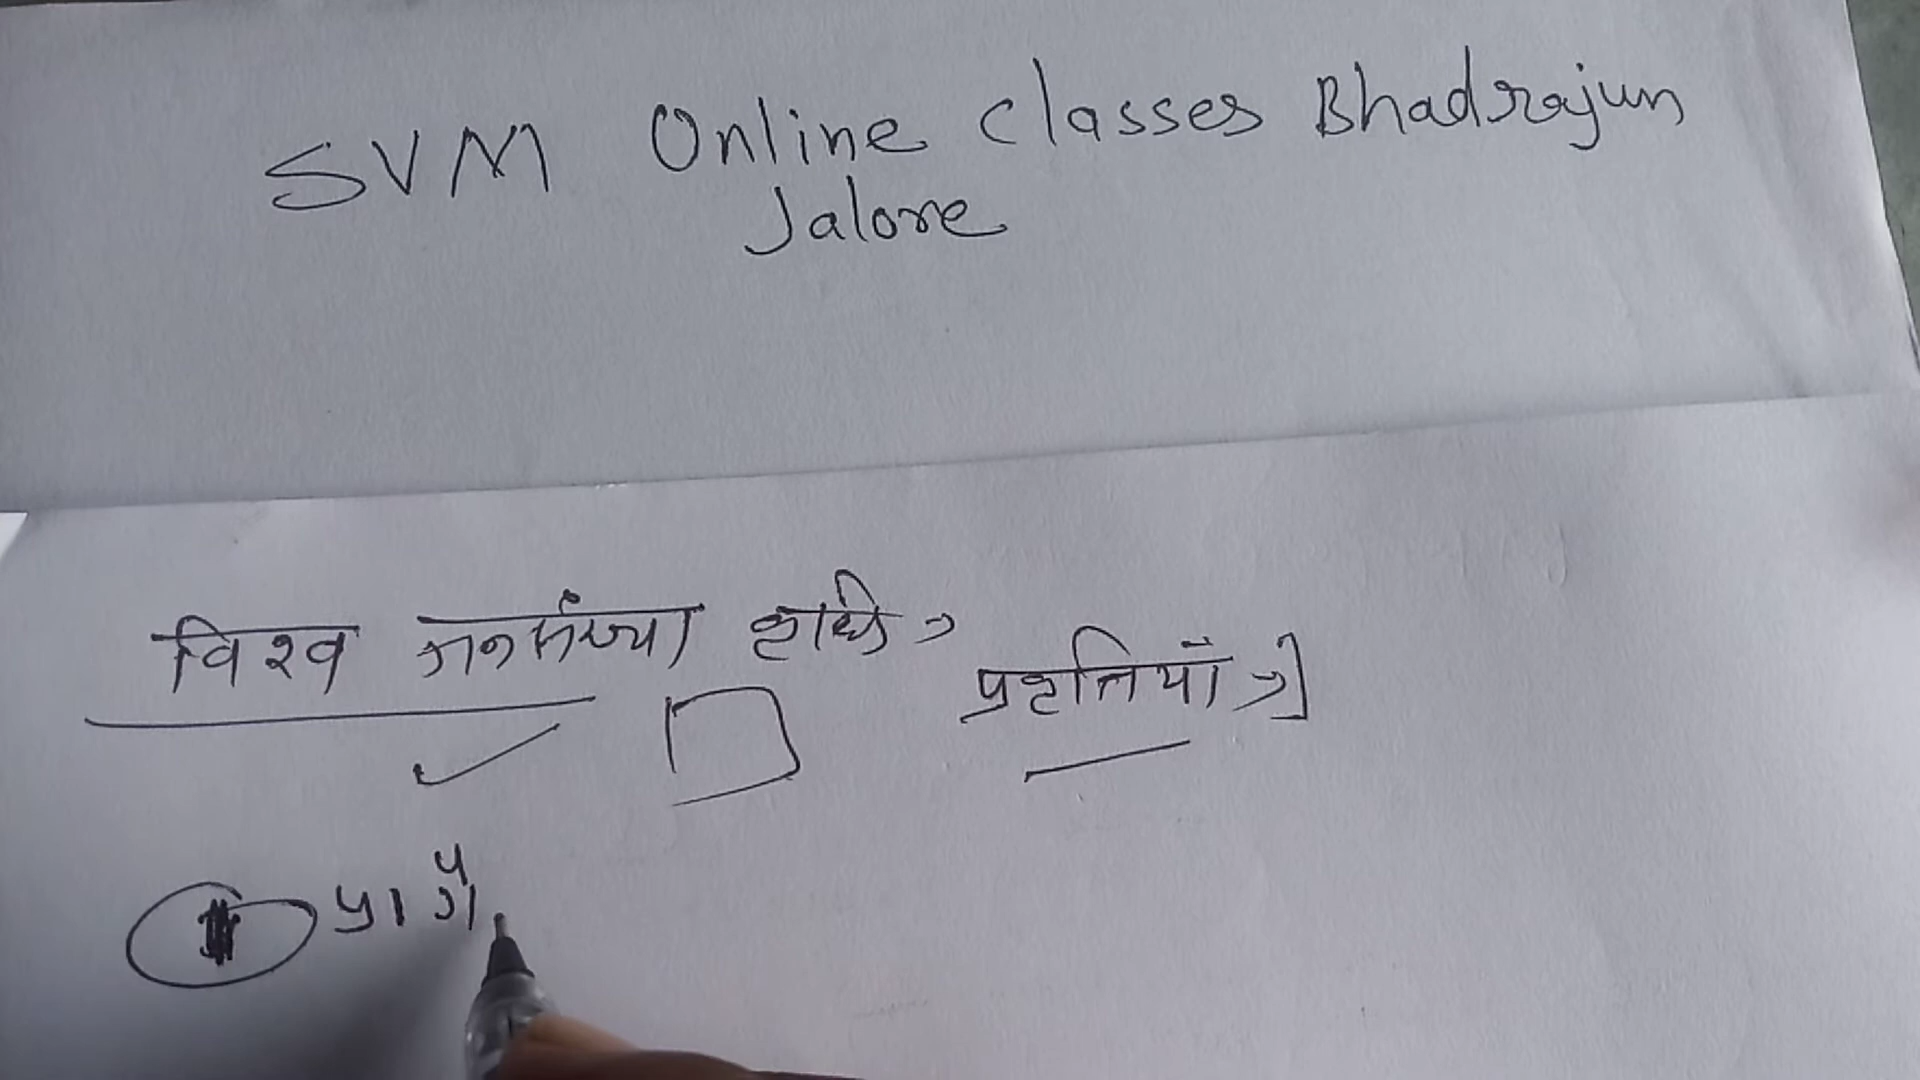 SVM Online Classes Bhadrajun
Jalore
विश्व जनसंख्या वृद्धि →
प्रवृत्तियाँ →]